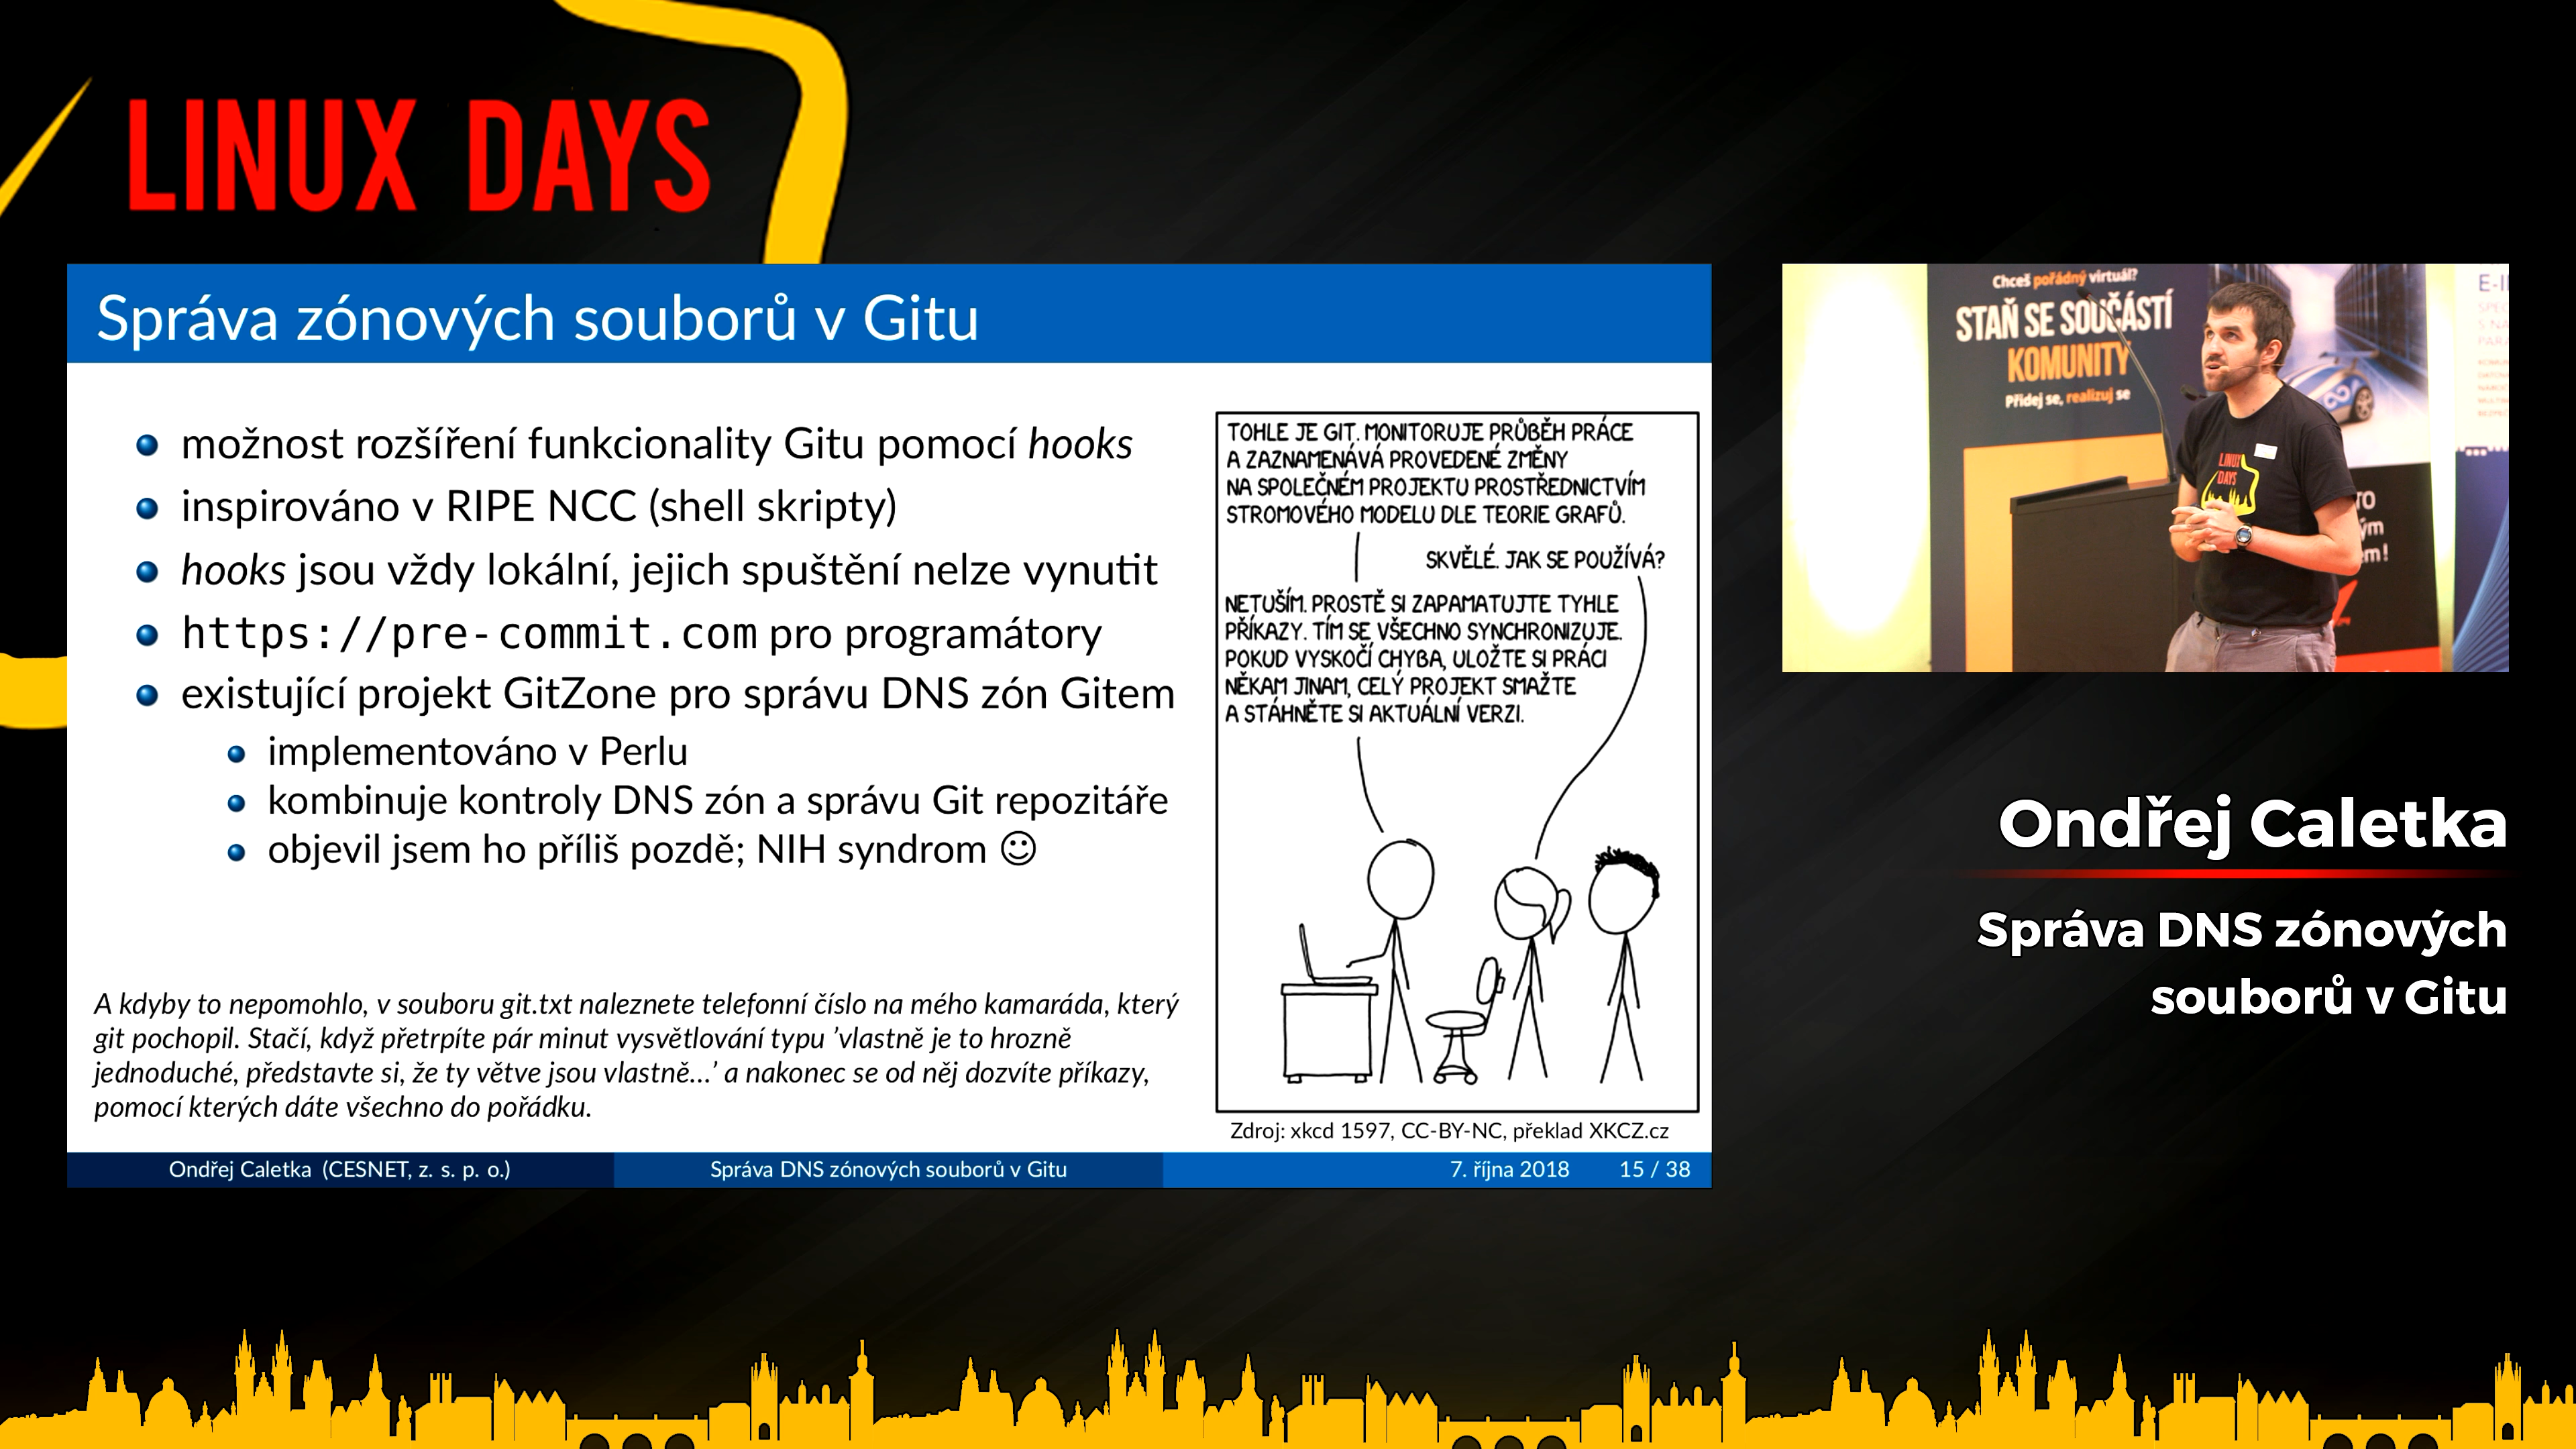 LINUX DAYS
Správa zónových souborů v Gitu
možnost rozšíření funkcionality Gitu pomocí hooks
inspirováno v RIPE NCC (shell skripty)
hooks jsou vždy lokální, jejich spuštění nelze vynutit
https://pre-commit.com pro programátory
existující projekt GitZone pro správu DNS zón Gitem
implementováno v Perlu
kombinuje kontroly DNS zón a správu Git repozitáře
objevil jsem ho příliš pozdě; NIH syndrom ☺
A kdyby to nepomohlo, v souboru git.txt naleznete telefonní číslo na mého kamaráda, který
git pochopil. Stačí, když přetrpíte pár minut vysvětlování typu ’vlastně je to hrozně
jednoduché, představte si, že ty větve jsou vlastně...’ a nakonec se od něj dozvíte příkazy,
pomocí kterých dáte všechno do pořádku.
TOHLE JE GIT. MONITORUJE PRŮBĚH PRÁCE
A ZAZNAMENÁVÁ PROVEDENÉ ZMĚNY
NA SPOLEČNÉM PROJEKTU PROSTŘEDNICTVÍM
STROMOVÉHO MODELU DLE TEORIE GRAFŮ.
SKVĚLÉ. JAK SE POUŽÍVÁ?
NETUŠÍM. PROSTĚ SI ZAPAMATUJTE TYHLE
PŘÍKAZY. TÍM SE VŠECHNO SYNCHRONIZUJE.
POKUD VYSKOČÍ CHYBA, ULOŽTE SI PRÁCI
NĚKAM JINAM, CELÝ PROJEKT SMAŽTE
A STÁHNĚTE SI AKTUÁLNÍ VERZI.
Zdroj: xkcd 1597, CC-BY-NC, překlad XKCZ.cz
Ondřej Caletka (CESNET, z. s. p. o.)
Správa DNS zónových souborů v Gitu
7. října 2018
15 / 38
Chceš pořádný virtuál?
STAŇ SE SOUČÁSTÍ
KOMUNITY
Přidej se, realizuj se
LINUX
DAYS
Ondřej Caletka
Správa DNS zónových
souborů v Gitu